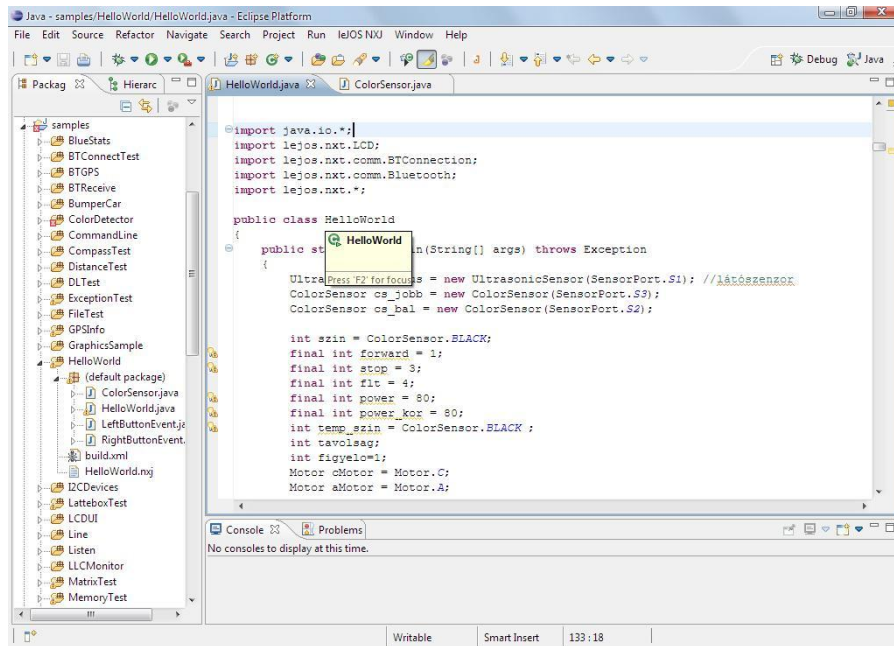 Java - samples/HelloWorld/HelloWorld.java - Eclipse Platform
File Edit Source Refactor Navigate Search Project Run leJOS NXJ Window Help
Debug Java
Packag Hierarc
samples
BlueStats
BTConnectTest
BTGPS
BTReceive
BumperCar
ColorDetector
CommandLine
CompassTest
DistanceTest
DLTest
ExceptionTest
FileTest
GPSInfo
GraphicsSample
HelloWorld
(default package)
ColorSensor.java
HelloWorld.java
LeftButtonEvent.ja
RightButtonEvent.
build.xml
HelloWorld.nxj
I2CDevices
LatteboxTest
LCDUI
Line
Listen
LLCMonitor
MatrixTest
MemoryTest
HelloWorld.java ColorSensor.java
import java.io.*;
import lejos.nxt.LCD;
import lejos.nxt.comm.BTConnection;
import lejos.nxt.comm.Bluetooth;
import lejos.nxt.*;
public class HelloWorld
{
HelloWorld
public st n(String[] args) throws Exception
{
Press 'F2' for focus
Ultra s = new UltrasonicSensor(SensorPort.S1); //látószenzor
ColorSensor cs_jobb = new ColorSensor(SensorPort.S3);
ColorSensor cs_bal = new ColorSensor(SensorPort.S2);
int szin = ColorSensor.BLACK;
final int forward = 1;
final int stop = 3;
final int flt = 4;
final int power = 80;
final int power_kor = 80;
int temp_szin = ColorSensor.BLACK ;
int tavolsag;
int figyelo=1;
Motor cMotor = Motor.C;
Motor aMotor = Motor.A;
Console Problems
No consoles to display at this time.
Writable Smart Insert 133 : 18